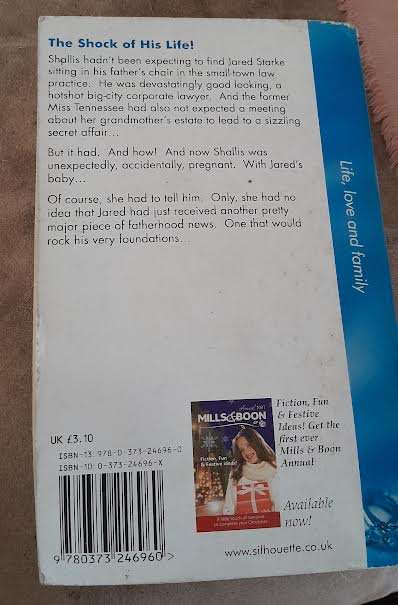 The Shock of His Life!
Shallis hadn't been expecting to find Jared Starke
sitting in his father's chair in the small-town law
practice. He was devastatingly good looking, a
hotshot big-city corporate lawyer. And the former
Miss Tennessee had also not expected a meeting
about her grandmother's estate to lead to a sizzling
secret affair…
But it had. And how! And now Shallis was
unexpectedly, accidentally, pregnant. With Jared's
baby…
Of course, she had to tell him. Only, she had no
idea that Jared had just received another pretty
major piece of fatherhood news. One that would
rock his very foundations…
Life, love and family
UK £3.10
ISBN-13: 978-0-373-24696-0
ISBN-10: 0-373-24696-X
9 780373 246960 >
Annual 2007
MILLS & BOON
Fiction, Fun
& Festive Ideas!
Fiction, Fun
& Festive
Ideas! Get the
first ever
Mills & Boon
Annual
Available
now!
www.silhouette.co.uk